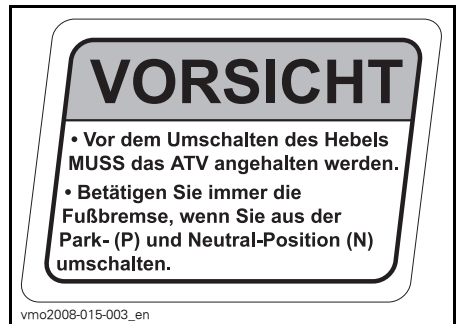 VORSICHT
• Vor dem Umschalten des Hebels
MUSS das ATV angehalten werden.
• Betätigen Sie immer die
Fußbremse, wenn Sie aus der
Park- (P) und Neutral-Position (N)
umschalten.
vmo2008-015-003_en